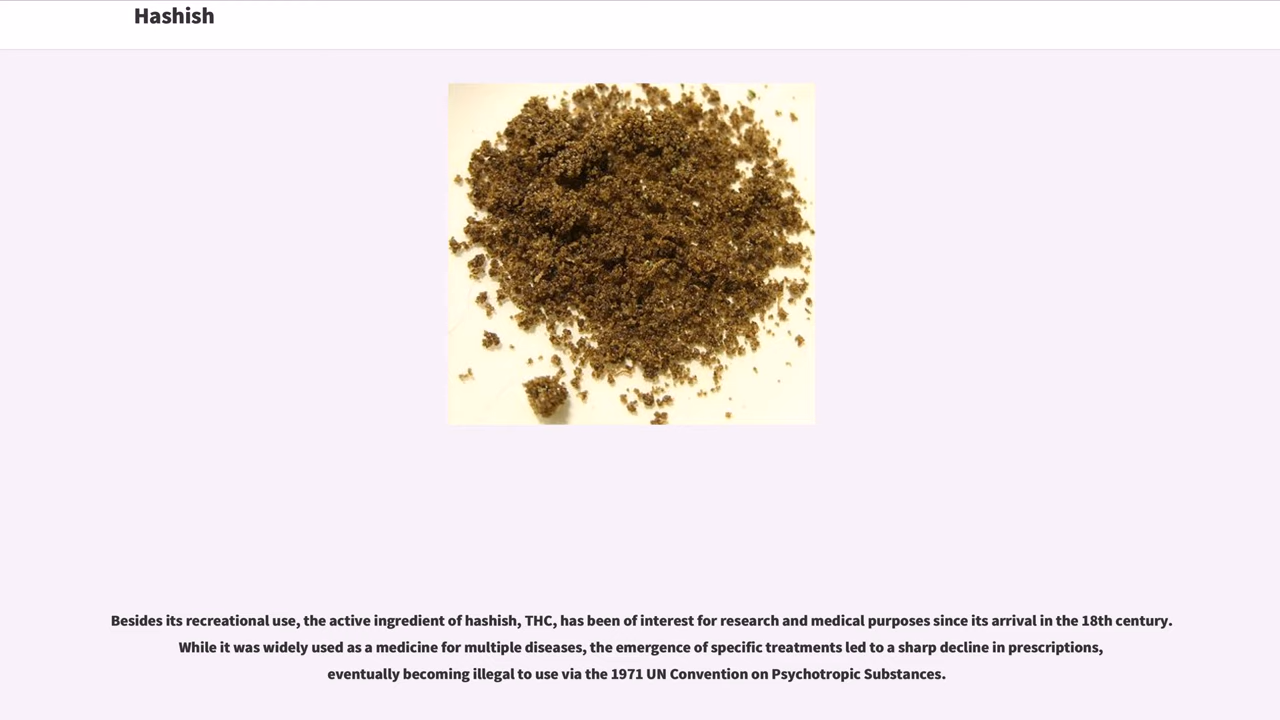 Hashish
Besides its recreational use, the active ingredient of hashish, THC, has been of interest for research and medical purposes since its arrival in the 18th century.
While it was widely used as a medicine for multiple diseases, the emergence of specific treatments led to a sharp decline in prescriptions,
eventually becoming illegal to use via the 1971 UN Convention on Psychotropic Substances.